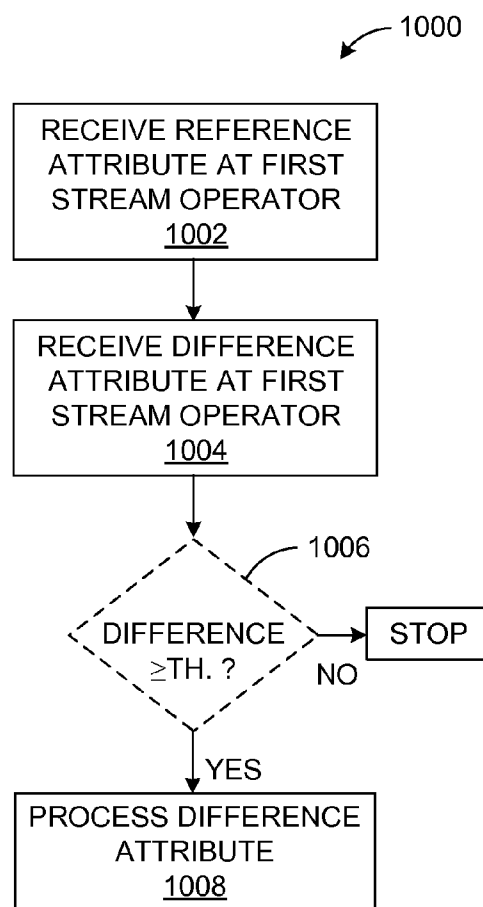 1000
RECEIVE REFERENCE
ATTRIBUTE AT FIRST
STREAM OPERATOR
1002
RECEIVE DIFFERENCE
ATTRIBUTE AT FIRST
STREAM OPERATOR
1004
1006
DIFFERENCE
≥TH. ?
STOP
NO
YES
PROCESS DIFFERENCE
ATTRIBUTE
1008